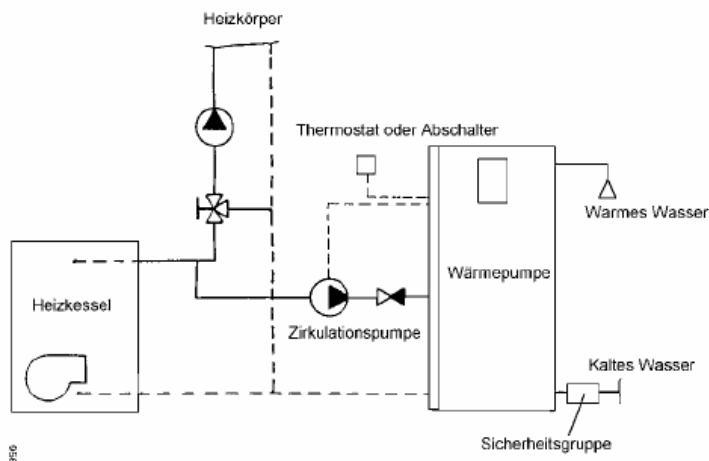 Heizkörper
Thermostat oder Abschalter
Warmes Wasser
Wärmepumpe
Heizkessel
Zirkulationspumpe
Kaltes Wasser
Sicherheitsgruppe